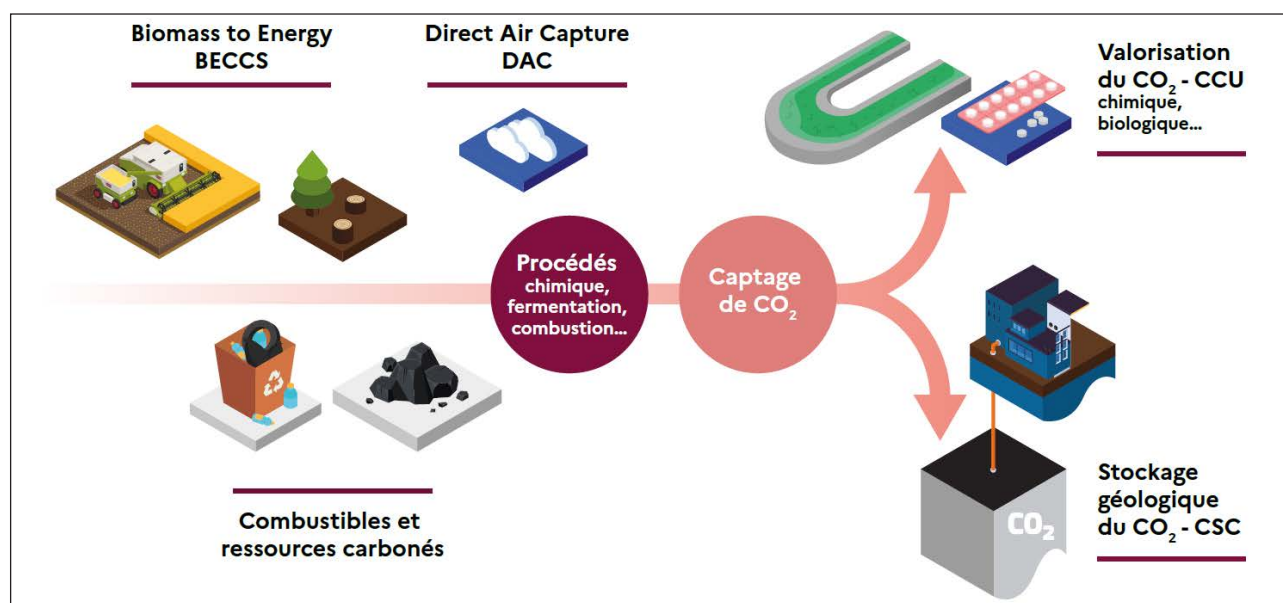 Biomass to Energy
BECCS
Direct Air Capture
DAC
Valorisation
du CO₂ - CCU
chimique,
biologique...
Procédés
chimique,
fermentation,
combustion...
Captage
de CO₂
Combustibles et
ressources carbonés
CO₂
Stockage
géologique
du CO₂ - CSC